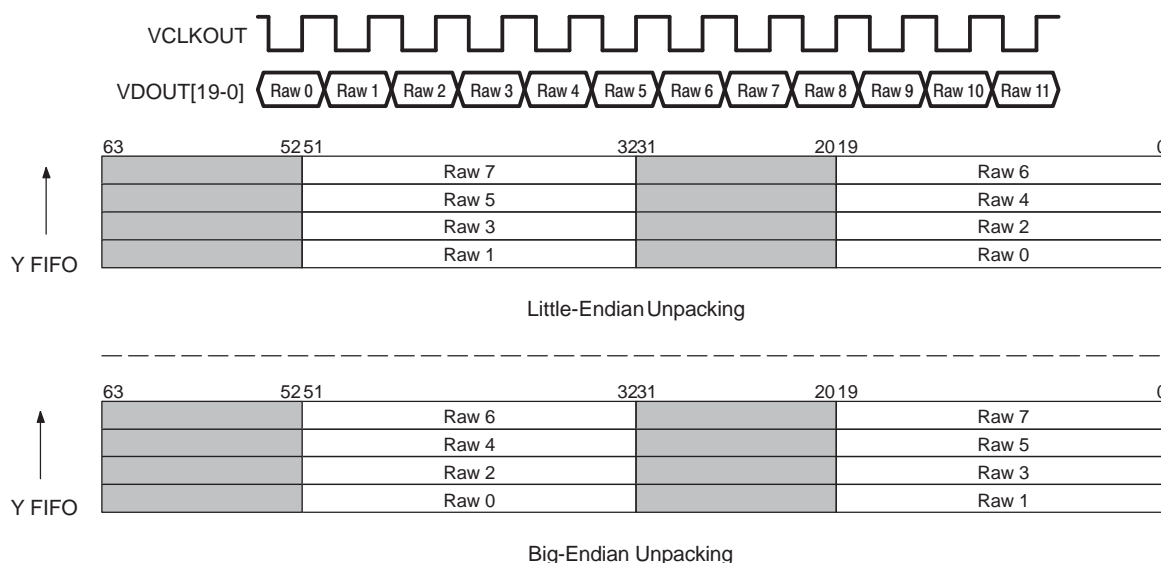 VCLKOUT
VDOUT[19-0] Raw 0 Raw 1 Raw 2 Raw 3 Raw 4 Raw 5 Raw 6 Raw 7 Raw 8 Raw 9 Raw 10 Raw 11
63 52 51 32 31 20 19 0
Raw 7 Raw 6
Raw 5 Raw 4
Raw 3 Raw 2
Raw 1 Raw 0
Y FIFO
Little-Endian Unpacking
63 52 51 32 31 20 19 0
Raw 6 Raw 7
Raw 4 Raw 5
Raw 2 Raw 3
Raw 0 Raw 1
Y FIFO
Big-Endian Unpacking